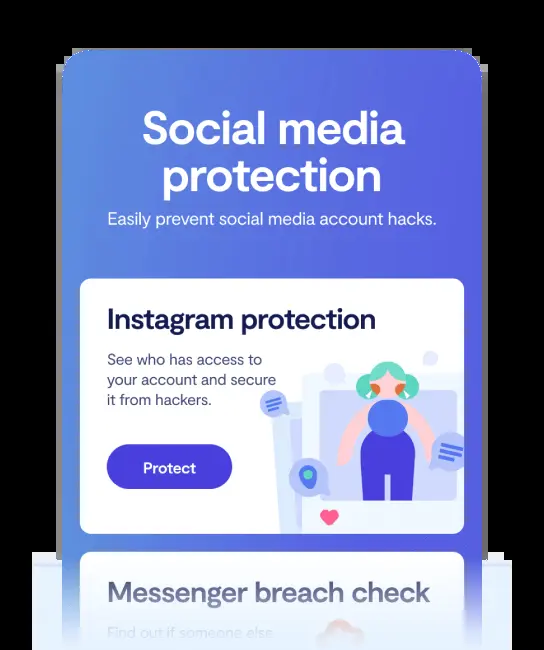 Social media
protection
Easily prevent social media account hacks.
Instagram protection
See who has access to
your account and secure
it from hackers.
Protect
Messenger breach check
Find out if someone else